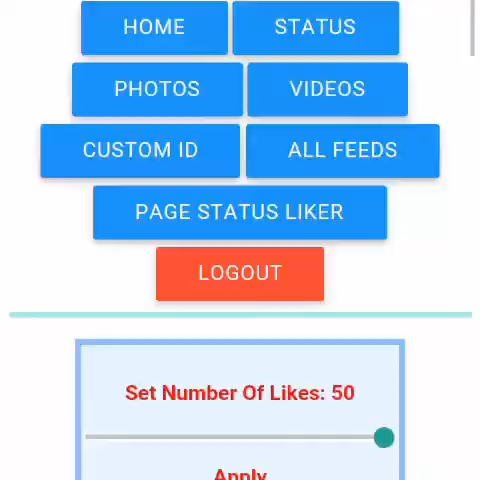 HOME STATUS
PHOTOS VIDEOS
CUSTOM ID ALL FEEDS
PAGE STATUS LIKER
LOGOUT
Set Number Of Likes: 50
Apply